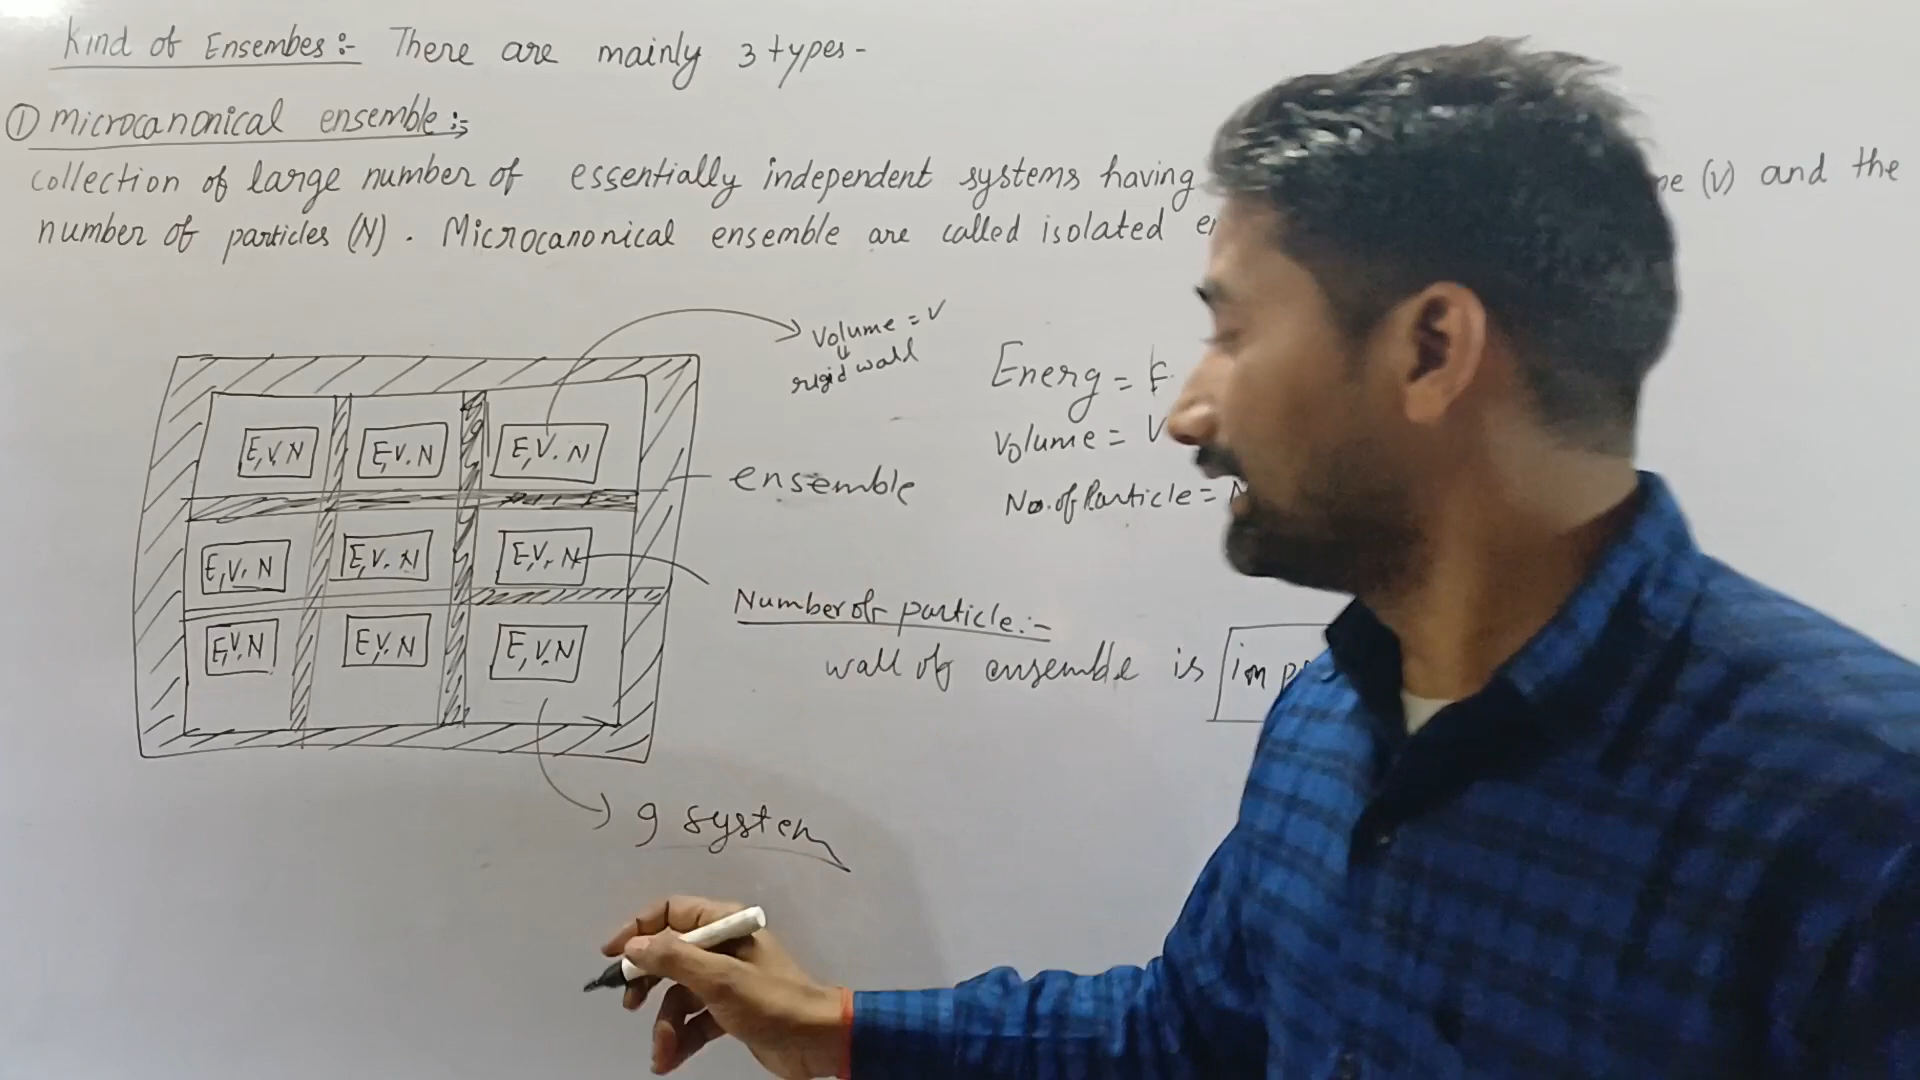 Kind of Ensembes:- There are mainly 3 types-
① Microcanonical ensemble:-
collection of large number of essentially independent systems having (V) and the
number of particles (N). Microcanonical ensemble are called isolated
Volume = V
rigid wall
Energ = E
Volume = V
No. of Particle = N
E,V.N E,V.N E,V.N
ensemble
E,V.N E,V.N E,V.N
Number of particle:-
E,V.N E,V.N E,V.N
wall of ensemble is
9 system